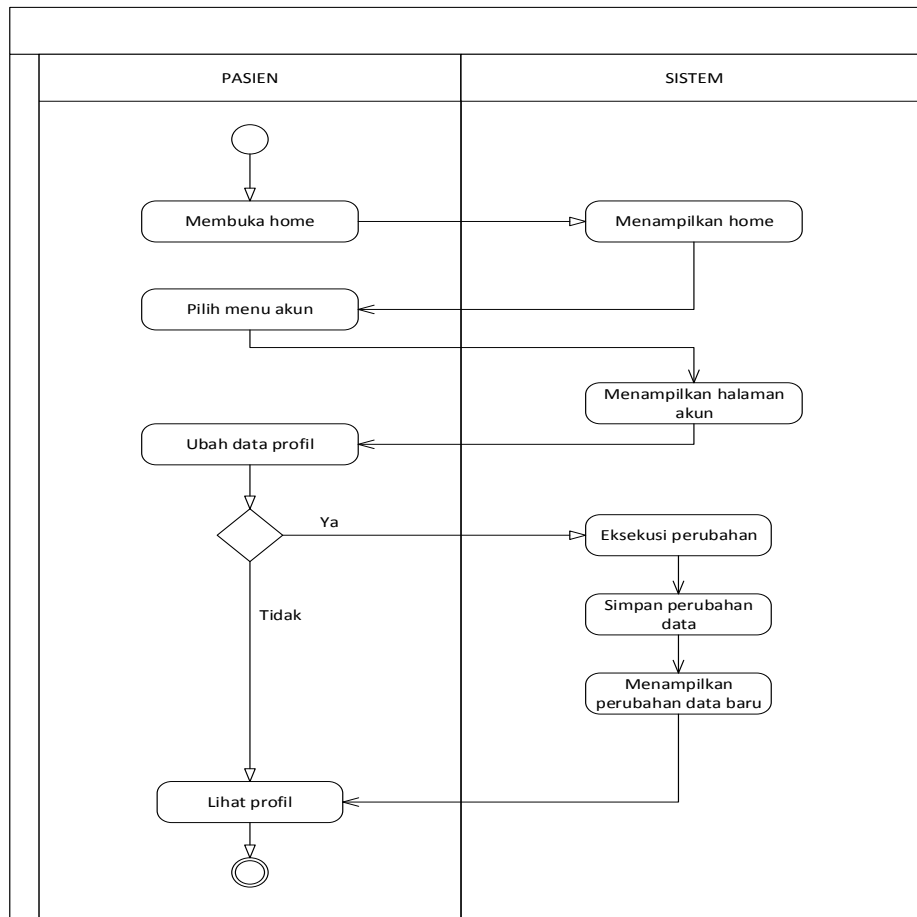 PASIEN
SISTEM
Membuka home
Menampilkan home
Pilih menu akun
Menampilkan halaman
akun
Ubah data profil
Ya
Eksekusi perubahan
Simpan perubahan
data
Tidak
Menampilkan
perubahan data baru
Lihat profil